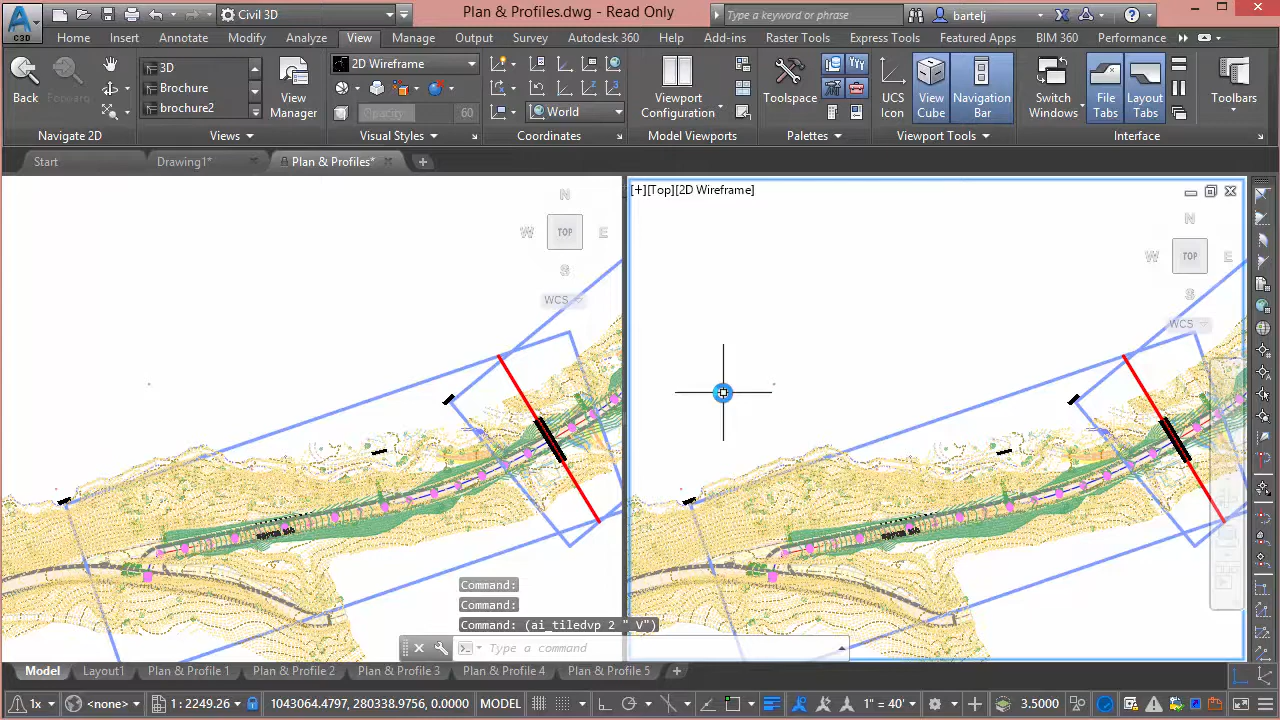 Civil 3D
Plan & Profiles.dwg - Read Only
Type a keyword or phrase
bartelj
C3D
Home Insert Annotate Modify Analyze View Manage Output Survey Autodesk 360 Help Add-ins Raster Tools Express Tools Featured Apps BIM 360 Performance
Back
Forward
3D
Brochure
brochure2
View
Manager
2D Wireframe
Opacity 60
World
Viewport
Configuration
Toolspace
UCS
Icon
View
Cube
Navigation
Bar
Switch
Windows
File
Tabs
Layout
Tabs
Toolbars
Navigate 2D Views Visual Styles Coordinates Model Viewports Palettes Viewport Tools Interface
Start Drawing1* Plan & Profiles*
[+][Top][2D Wireframe]
N
W TOP E
S
WCS
N
W TOP E
S
WCS
Command:
Command:
Command: (ai_tiledvp 2 "_V")
Type a command
Model Layout1 Plan & Profile 1 Plan & Profile 2 Plan & Profile 3 Plan & Profile 4 Plan & Profile 5
1x <none> 1:2249.26 1043064.4797, 281838.9756, 0.0000 MODEL 1" = 40' 3.5000